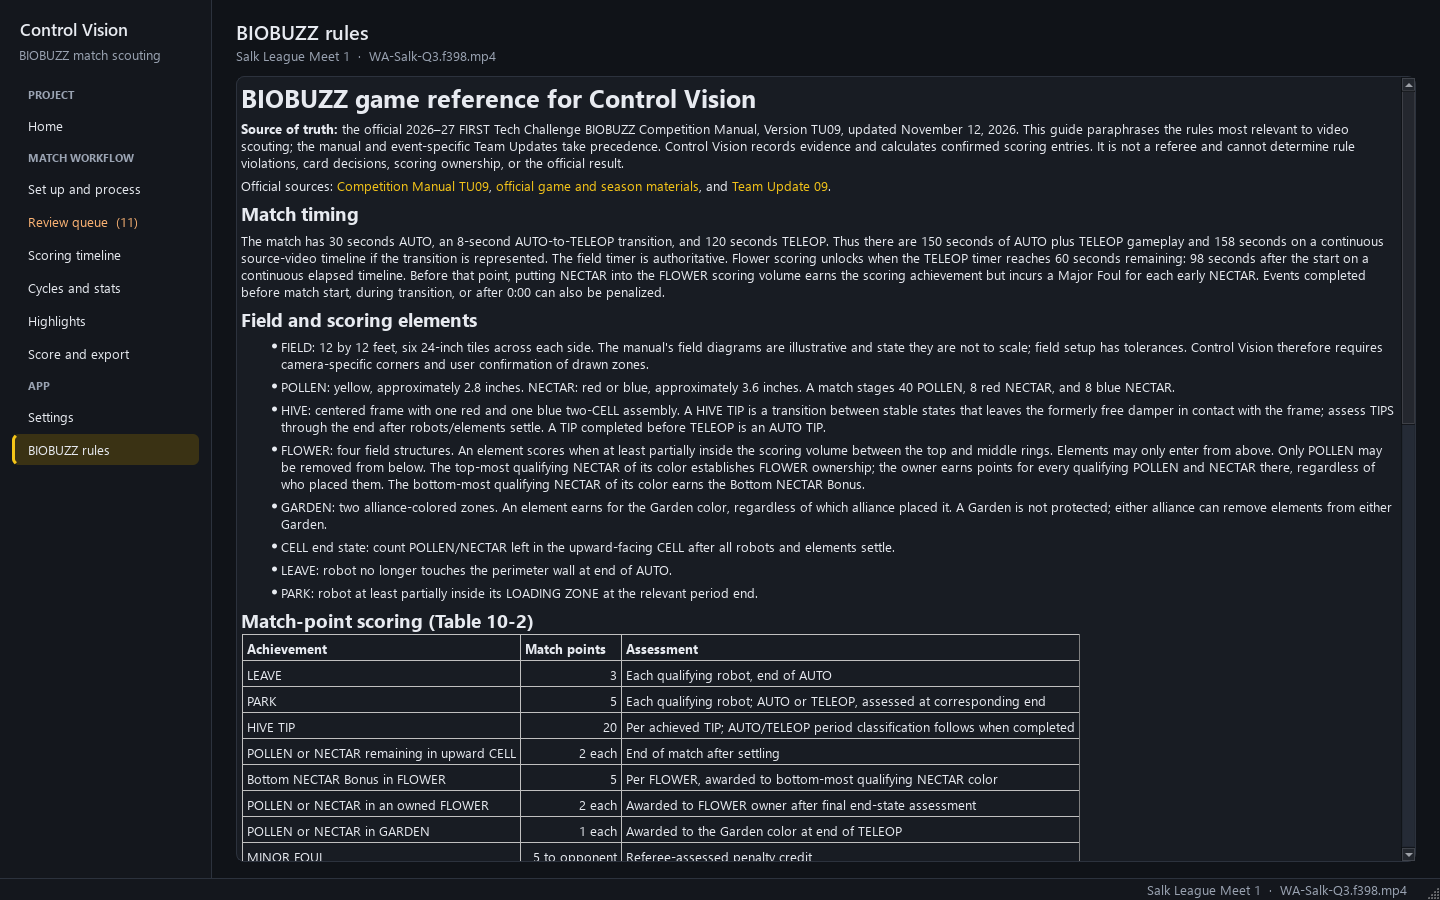 Control Vision
BIOBUZZ match scouting
PROJECT
Home
MATCH WORKFLOW
Set up and process
Review queue (11)
Scoring timeline
Cycles and stats
Highlights
Score and export
APP
Settings
BIOBUZZ rules
BIOBUZZ rules
Salk League Meet 1 · WA-Salk-Q3.f398.mp4
BIOBUZZ game reference for Control Vision
Source of truth: the official 2026–27 FIRST Tech Challenge BIOBUZZ Competition Manual, Version TU09, updated November 12, 2026. This guide paraphrases the rules most relevant to video
scouting; the manual and event-specific Team Updates take precedence. Control Vision records evidence and calculates confirmed scoring entries. It is not a referee and cannot determine rule
violations, card decisions, scoring ownership, or the official result.
Official sources: Competition Manual TU09, official game and season materials, and Team Update 09.
Match timing
The match has 30 seconds AUTO, an 8-second AUTO-to-TELEOP transition, and 120 seconds TELEOP. Thus there are 150 seconds of AUTO plus TELEOP gameplay and 158 seconds on a continuous
source-video timeline if the transition is represented. The field timer is authoritative. Flower scoring unlocks when the TELEOP timer reaches 60 seconds remaining: 98 seconds after the start on a
continuous elapsed timeline. Before that point, putting NECTAR into the FLOWER scoring volume earns the scoring achievement but incurs a Major Foul for each early NECTAR. Events completed
before match start, during transition, or after 0:00 can also be penalized.
Field and scoring elements
• FIELD: 12 by 12 feet, six 24-inch tiles across each side. The manual's field diagrams are illustrative and state they are not to scale; field setup has tolerances. Control Vision therefore requires
camera-specific corners and user confirmation of drawn zones.
• POLLEN: yellow, approximately 2.8 inches. NECTAR: red or blue, approximately 3.6 inches. A match stages 40 POLLEN, 8 red NECTAR, and 8 blue NECTAR.
• HIVE: centered frame with one red and one blue two-CELL assembly. A HIVE TIP is a transition between stable states that leaves the formerly free damper in contact with the frame; assess TIPS
through the end after robots/elements settle. A TIP completed before TELEOP is an AUTO TIP.
• FLOWER: four field structures. An element scores when at least partially inside the scoring volume between the top and middle rings. Elements may only enter from above. Only POLLEN may
be removed from below. The top-most qualifying NECTAR of its color establishes FLOWER ownership; the owner earns points for every qualifying POLLEN and NECTAR there, regardless of
who placed them. The bottom-most qualifying NECTAR of its color earns the Bottom NECTAR Bonus.
• GARDEN: two alliance-colored zones. An element earns for the Garden color, regardless of which alliance placed it. A Garden is not protected; either alliance can remove elements from either
Garden.
• CELL end state: count POLLEN/NECTAR left in the upward-facing CELL after all robots and elements settle.
• LEAVE: robot no longer touches the perimeter wall at end of AUTO.
• PARK: robot at least partially inside its LOADING ZONE at the relevant period end.
Match-point scoring (Table 10-2)
Achievement Match points Assessment
LEAVE 3 Each qualifying robot, end of AUTO
PARK 5 Each qualifying robot; AUTO or TELEOP, assessed at corresponding end
HIVE TIP 20 Per achieved TIP; AUTO/TELEOP period classification follows when completed
POLLEN or NECTAR remaining in upward CELL 2 each End of match after settling
Bottom NECTAR Bonus in FLOWER 5 Per FLOWER, awarded to bottom-most qualifying NECTAR color
POLLEN or NECTAR in an owned FLOWER 2 each Awarded to FLOWER owner after final end-state assessment
POLLEN or NECTAR in GARDEN 1 each Awarded to the Garden color at end of TELEOP
MINOR FOUL 5 to opponent Referee-assessed penalty credit
Salk League Meet 1 · WA-Salk-Q3.f398.mp4